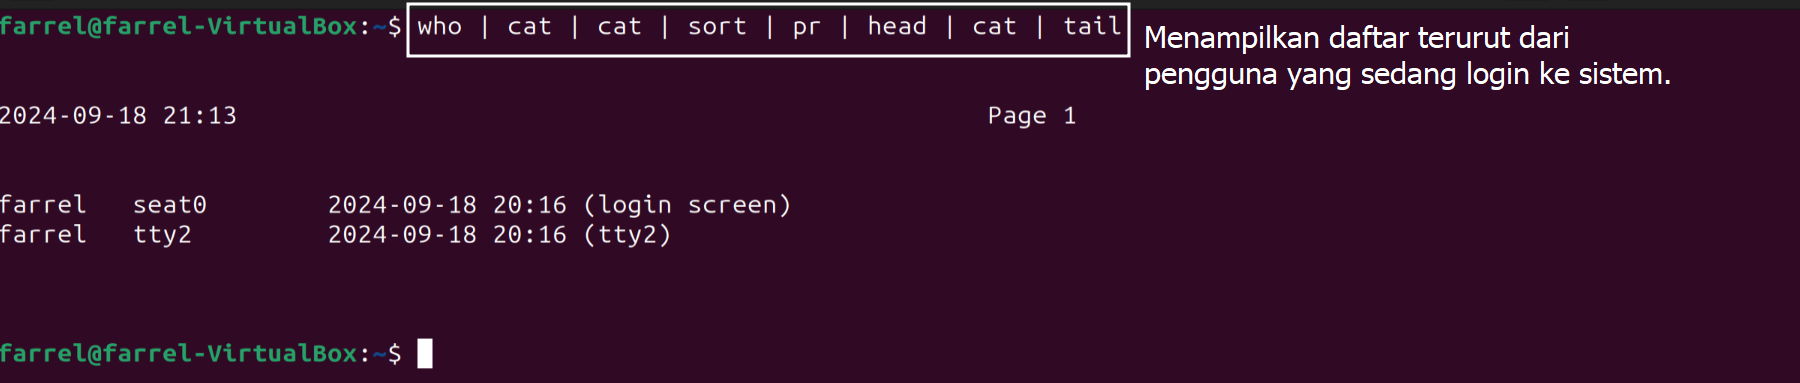 farrel@farrel-VirtualBox:~$ who | cat | cat | sort | pr | head | cat | tail
Menampilkan daftar terurut dari
pengguna yang sedang login ke sistem.
2024-09-18 21:13 Page 1
farrel seat0 2024-09-18 20:16 (login screen)
farrel tty2 2024-09-18 20:16 (tty2)
farrel@farrel-VirtualBox:~$